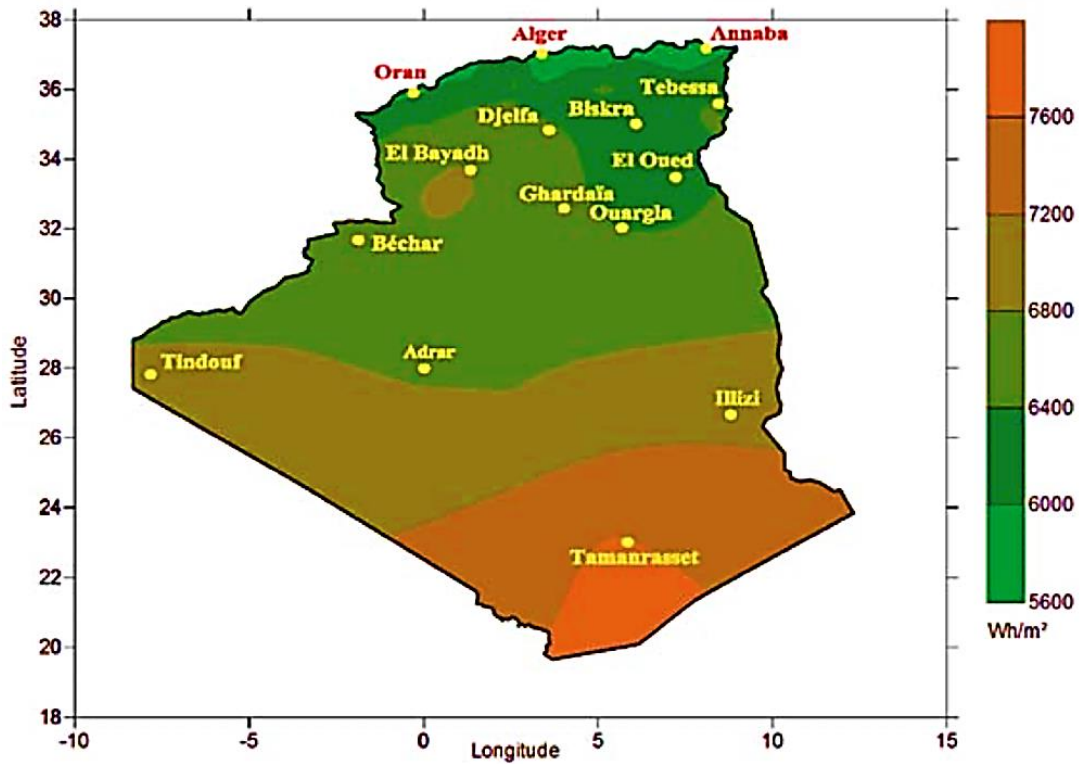 38
36
34
32
30
28
26
24
22
20
18
Latitude
-10
-5
0
5
10
15
Longitude
Alger
Annaba
Oran
Tebessa
Djelfa
Biskra
El Bayadh
El Oued
Ghardaïa
Ouargla
Béchar
Adrar
Tindouf
Illizi
Tamanrasset
7600
7200
6800
6400
6000
5600
Wh/m²